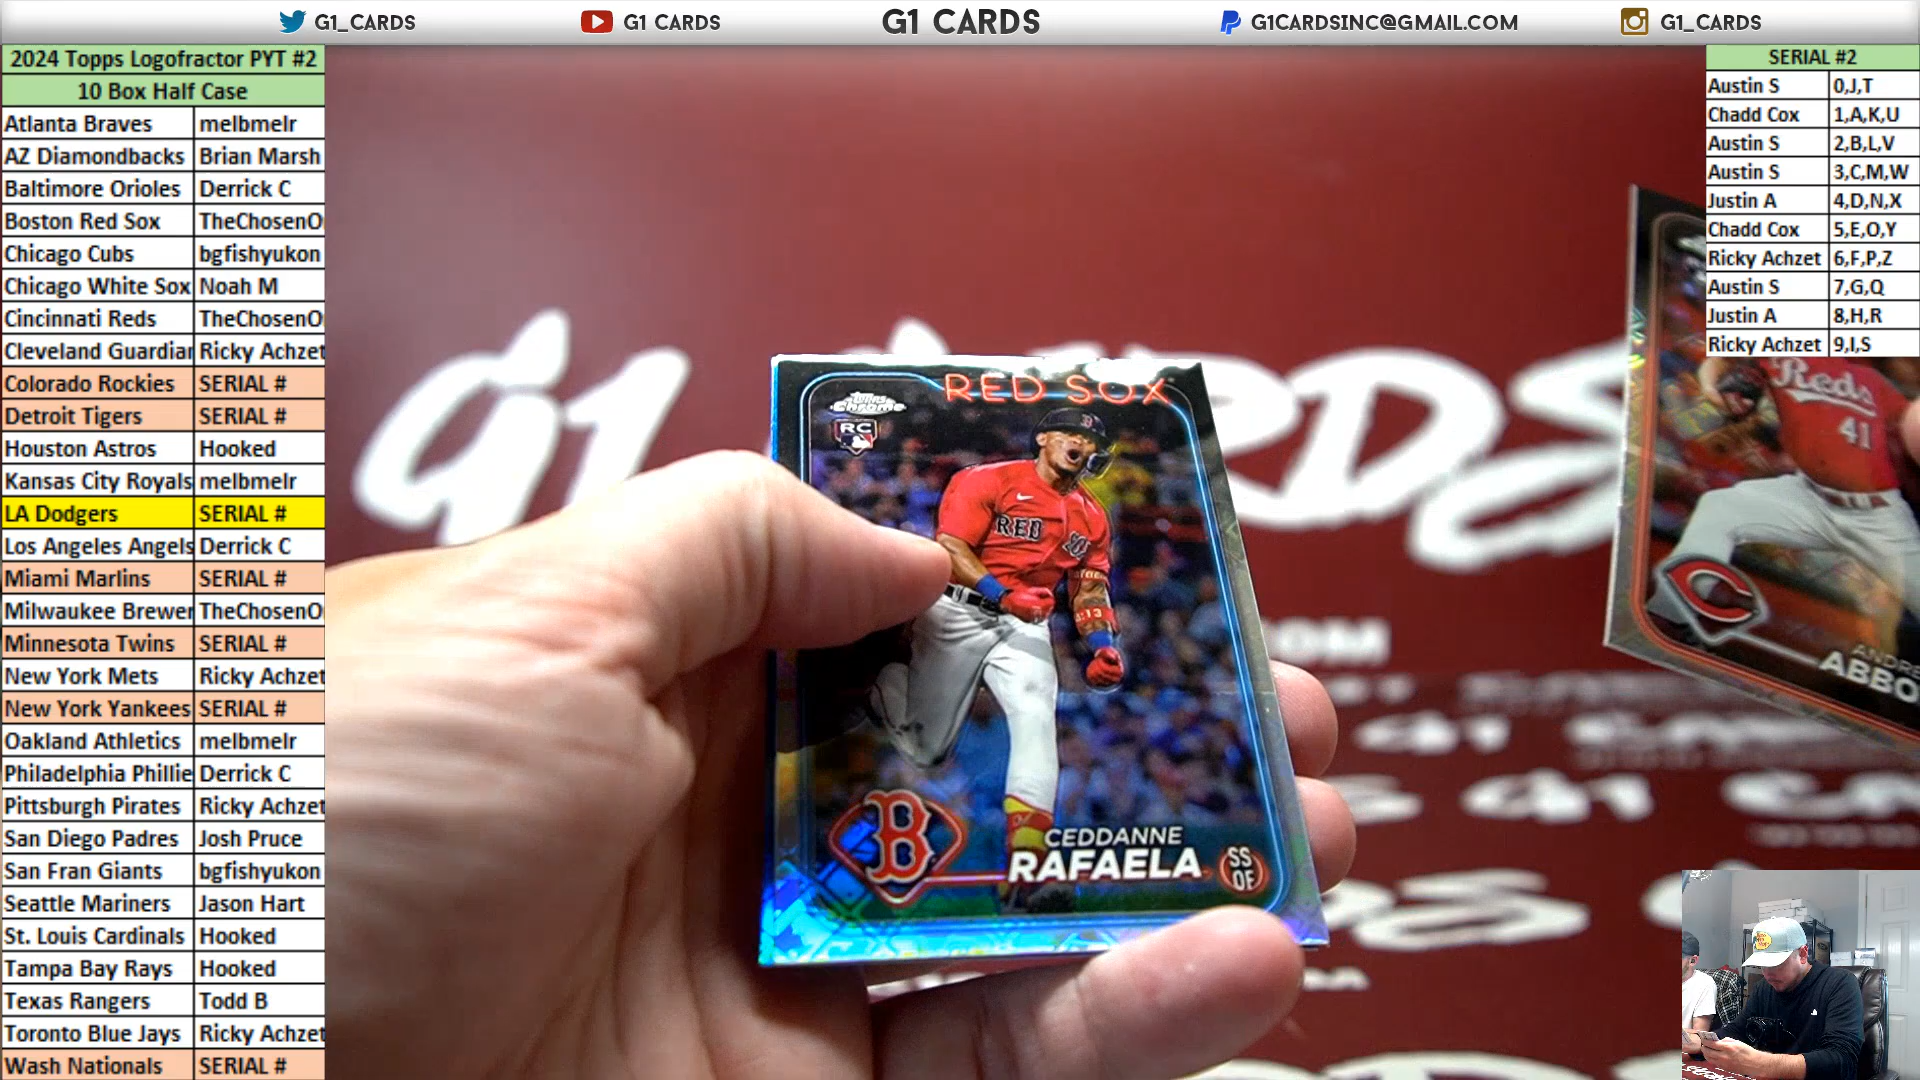 G1_CARDS
G1 CARDS
G1 CARDS
G1CARDSINC@GMAIL.COM
G1_CARDS
2024 Topps Logofractor PYT #2
10 Box Half Case
Atlanta Braves melbmelr
AZ Diamondbacks Brian Marsh
Baltimore Orioles Derrick C
Boston Red Sox TheChosenO
Chicago Cubs bgfishyukon
Chicago White Sox Noah M
Cincinnati Reds TheChosenO
Cleveland Guardian Ricky Achzet
Colorado Rockies SERIAL #
Detroit Tigers SERIAL #
Houston Astros Hooked
Kansas City Royals melbmelr
LA Dodgers SERIAL #
Los Angeles Angels Derrick C
Miami Marlins SERIAL #
Milwaukee Brewer TheChosenO
Minnesota Twins SERIAL #
New York Mets Ricky Achzet
New York Yankees SERIAL #
Oakland Athletics melbmelr
Philadelphia Phillie Derrick C
Pittsburgh Pirates Ricky Achzet
San Diego Padres Josh Pruce
San Fran Giants bgfishyukon
Seattle Mariners Jason Hart
St. Louis Cardinals Hooked
Tampa Bay Rays Hooked
Texas Rangers Todd B
Toronto Blue Jays Ricky Achzet
Wash Nationals SERIAL #
SERIAL #2
Austin S 0,J,T
Chadd Cox 1,A,K,U
Austin S 2,B,L,V
Austin S 3,C,M,W
Justin A 4,D,N,X
Chadd Cox 5,E,O,Y
Ricky Achzet 6,F,P,Z
Austin S 7,G,Q
Justin A 8,H,R
Ricky Achzet 9,I,S
RED SOX
Topps
Chrome
RC
RED SOX
B
CEDDANNE
RAFAELA
SS
OF
Reds
41
ABBO
G1 CARDS